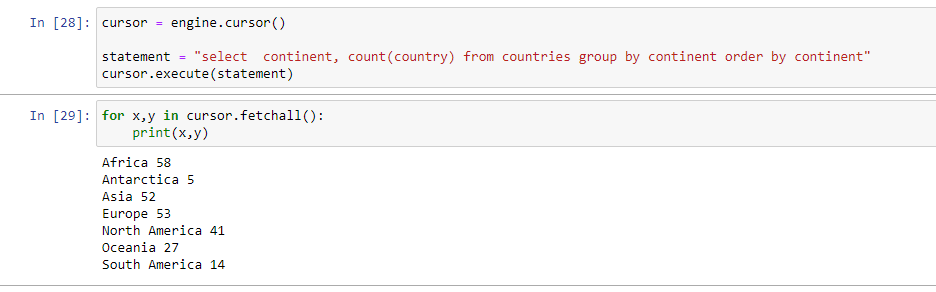 In [28]: cursor = engine.cursor()
statement = "select  continent, count(country) from countries group by continent order by continent"
cursor.execute(statement)
In [29]: for x,y in cursor.fetchall():
    print(x,y)
Africa 58
Antarctica 5
Asia 52
Europe 53
North America 41
Oceania 27
South America 14